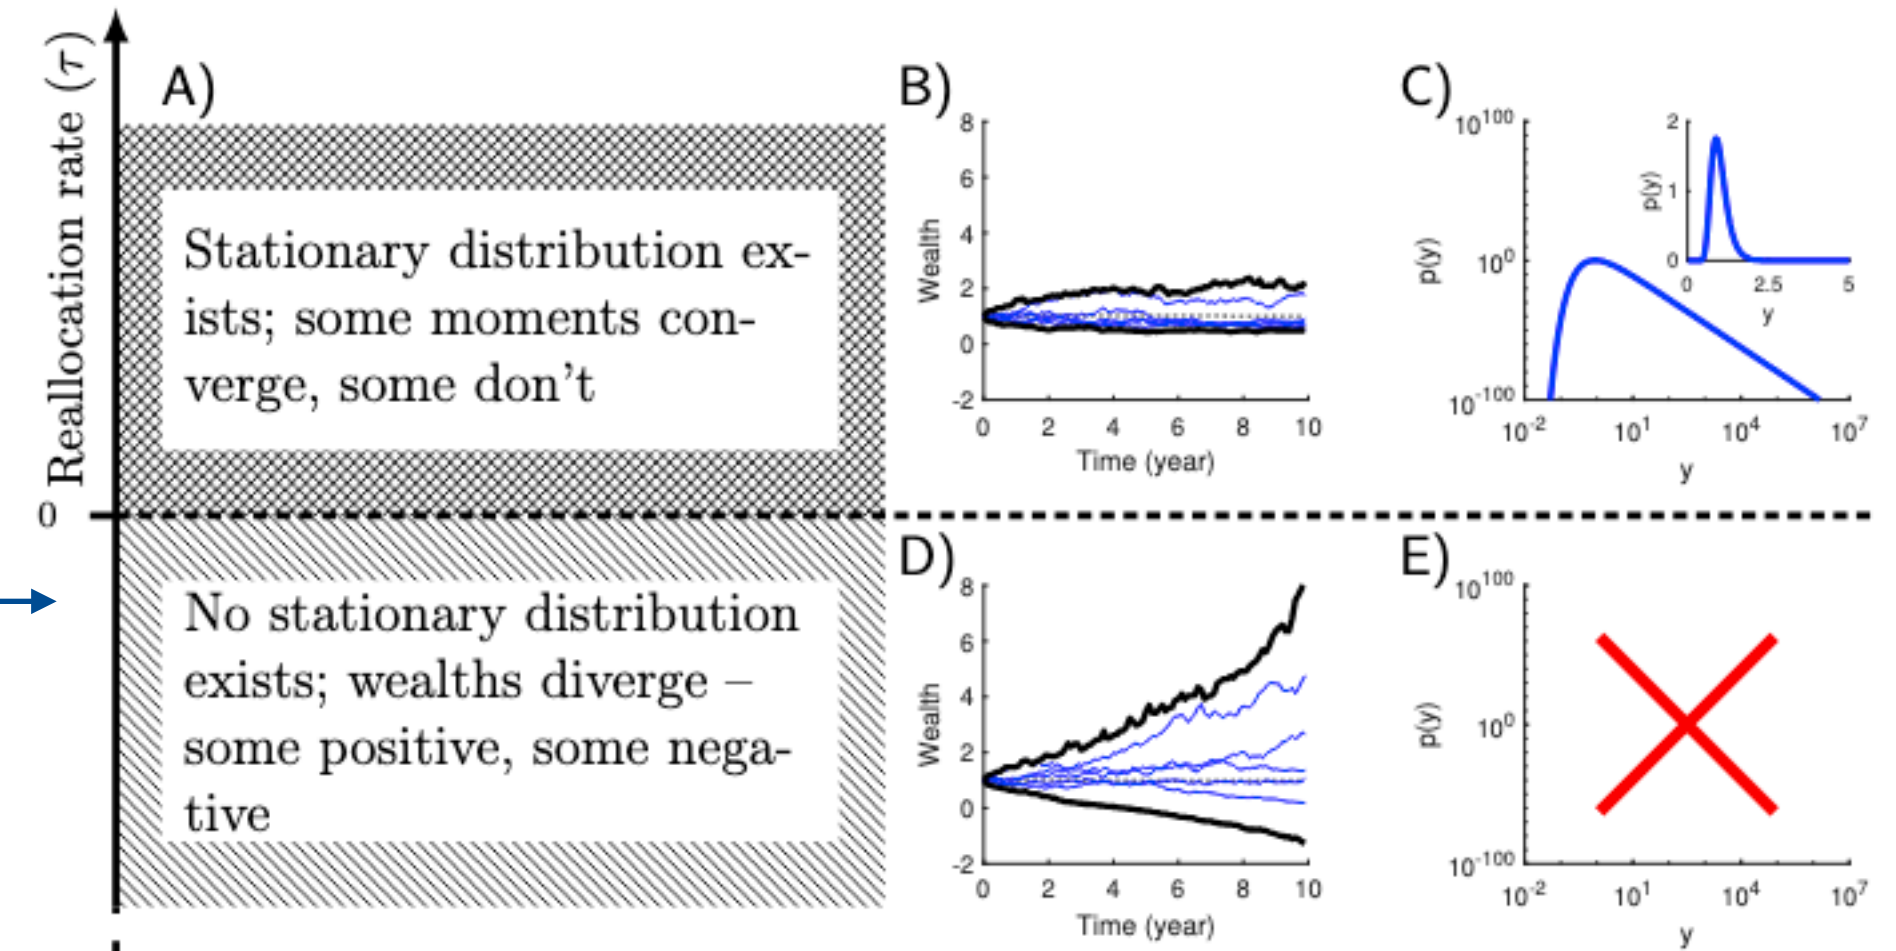 Reallocation rate (τ)
0
A)
Stationary distribution ex-
ists; some moments con-
verge, some don't
No stationary distribution
exists; wealths diverge –
some positive, some nega-
tive
B)
Wealth
8
6
4
2
0
-2
0 2 4 6 8 10
Time (year)
C)
p(y)
10^100
10^0
10^-100
10^-2 10^1 10^4 10^7
y
p(y)
2
1
0
0 2.5 5
y
D)
Wealth
8
6
4
2
0
-2
0 2 4 6 8 10
Time (year)
E)
p(y)
10^100
10^0
10^-100
10^-2 10^1 10^4 10^7
y